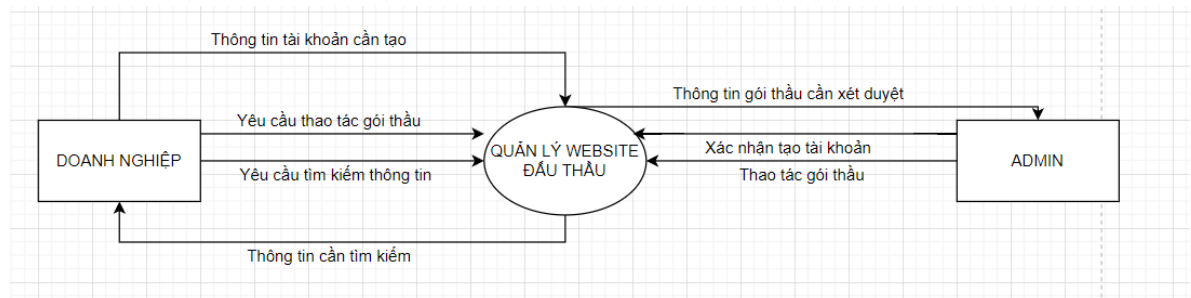 Thông tin tài khoản cần tạo
Thông tin gói thầu cần xét duyệt
Yêu cầu thao tác gói thầu
DOANH NGHIỆP
QUẢN LÝ WEBSITE
ĐẤU THẦU
Xác nhận tạo tài khoản
ADMIN
Yêu cầu tìm kiếm thông tin
Thao tác gói thầu
Thông tin cần tìm kiếm